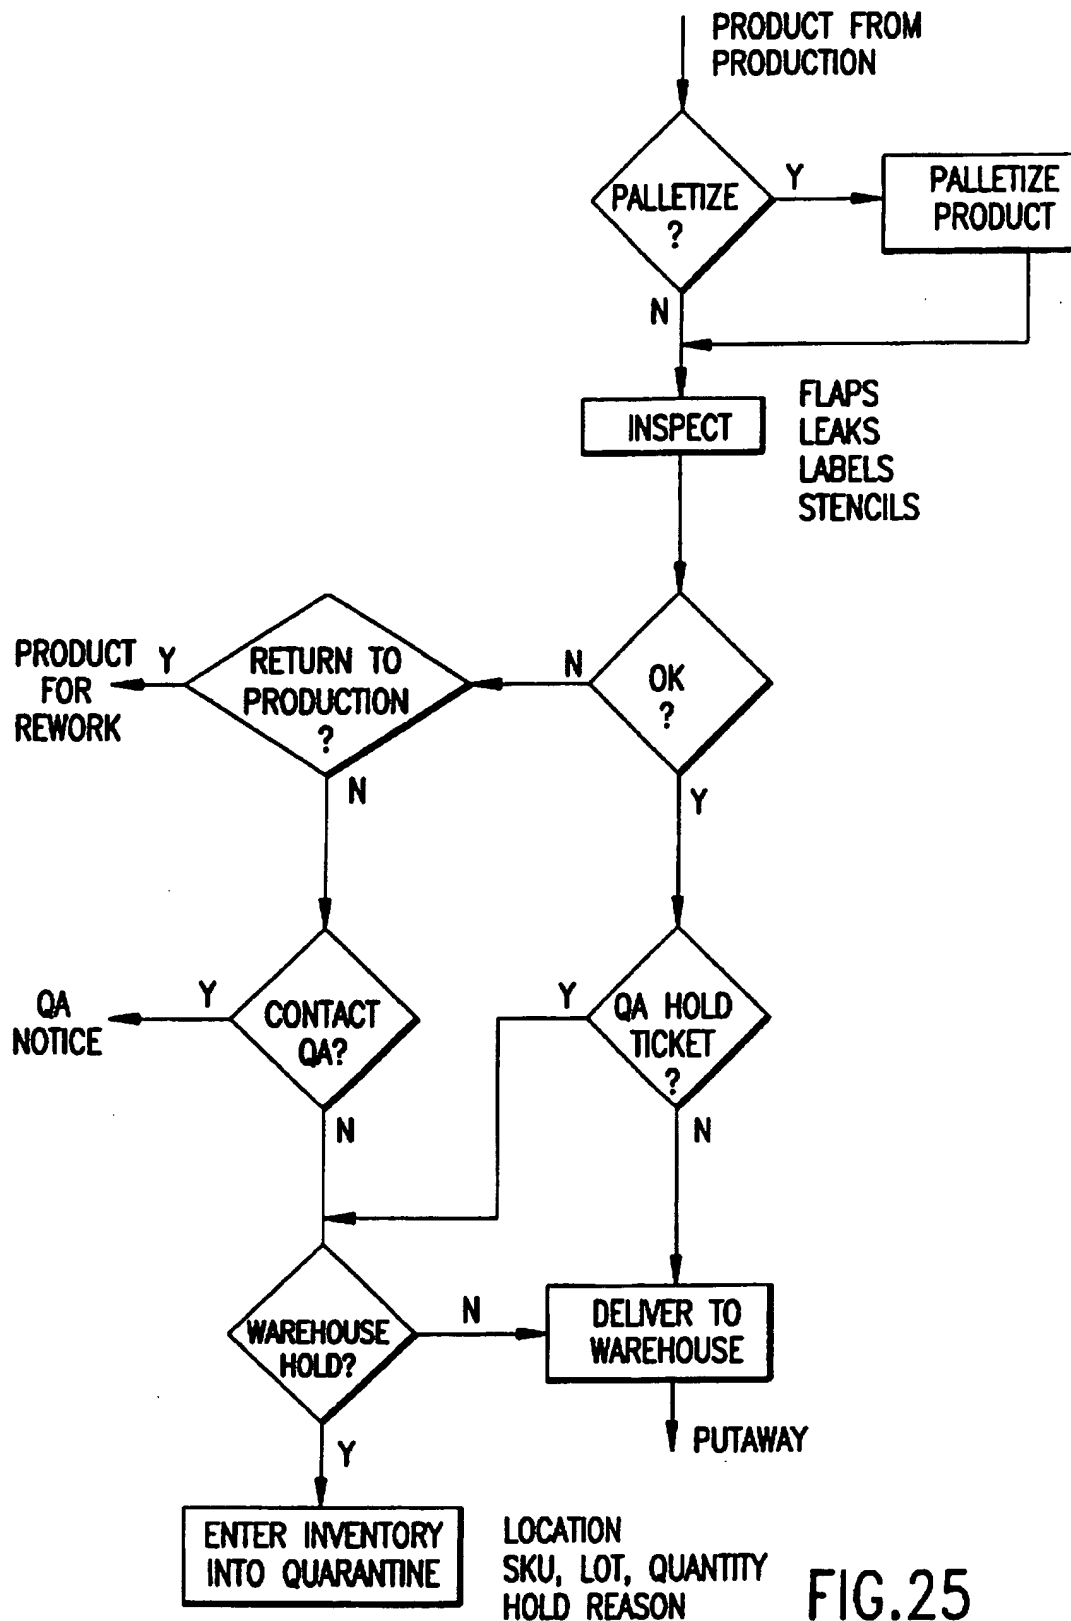 PRODUCT FROM
PRODUCTION
PALLETIZE
?
Y
PALLETIZE
PRODUCT
N
INSPECT
FLAPS
LEAKS
LABELS
STENCILS
OK
?
N
RETURN TO
PRODUCTION
?
Y
PRODUCT
FOR
REWORK
N
Y
CONTACT
QA?
Y
QA
NOTICE
N
QA HOLD
TICKET
?
Y
N
WAREHOUSE
HOLD?
N
DELIVER TO
WAREHOUSE
PUTAWAY
Y
ENTER INVENTORY
INTO QUARANTINE
LOCATION
SKU, LOT, QUANTITY
HOLD REASON
FIG.25